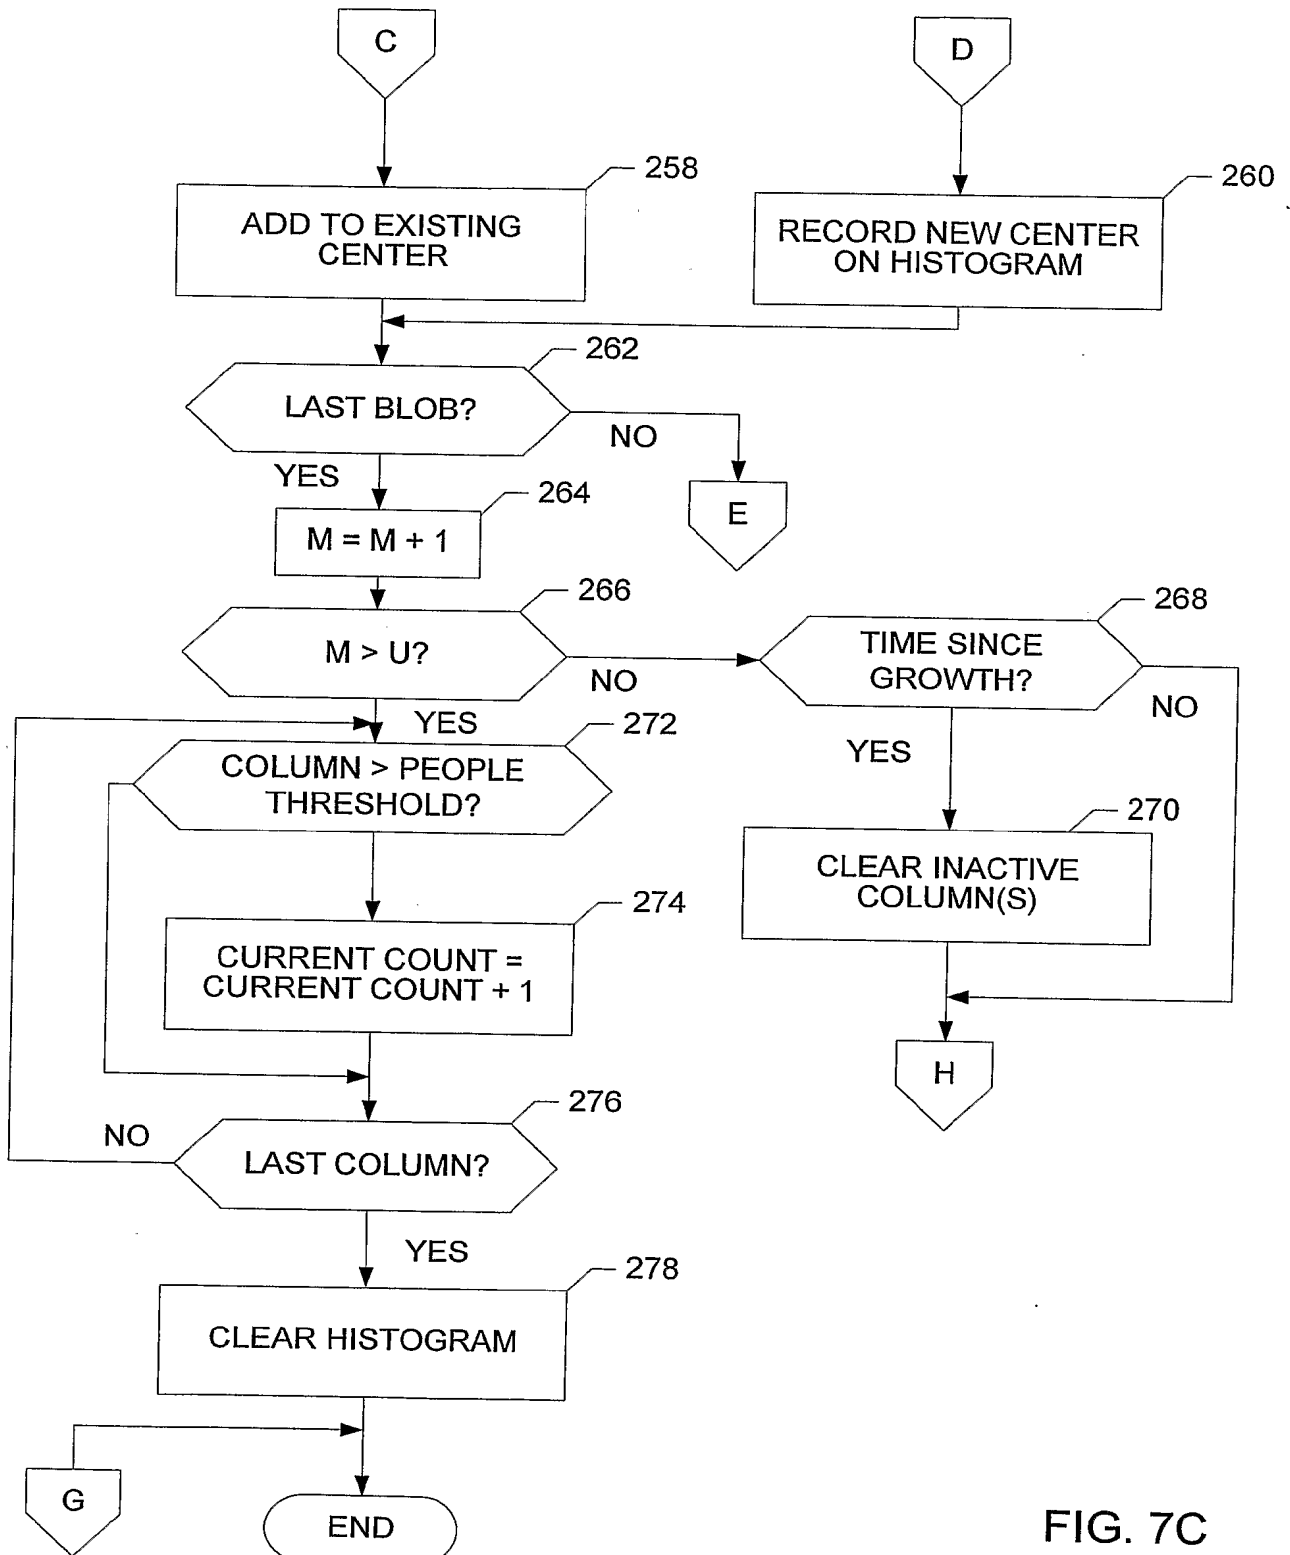 C
D
258
ADD TO EXISTING
CENTER
260
RECORD NEW CENTER
ON HISTOGRAM
262
LAST BLOB?
NO
YES
E
264
M = M + 1
266
M > U?
NO
YES
268
TIME SINCE
GROWTH?
NO
YES
272
COLUMN > PEOPLE
THRESHOLD?
270
CLEAR INACTIVE
COLUMN(S)
274
CURRENT COUNT =
CURRENT COUNT + 1
H
276
NO
LAST COLUMN?
YES
278
CLEAR HISTOGRAM
G
END
FIG. 7C